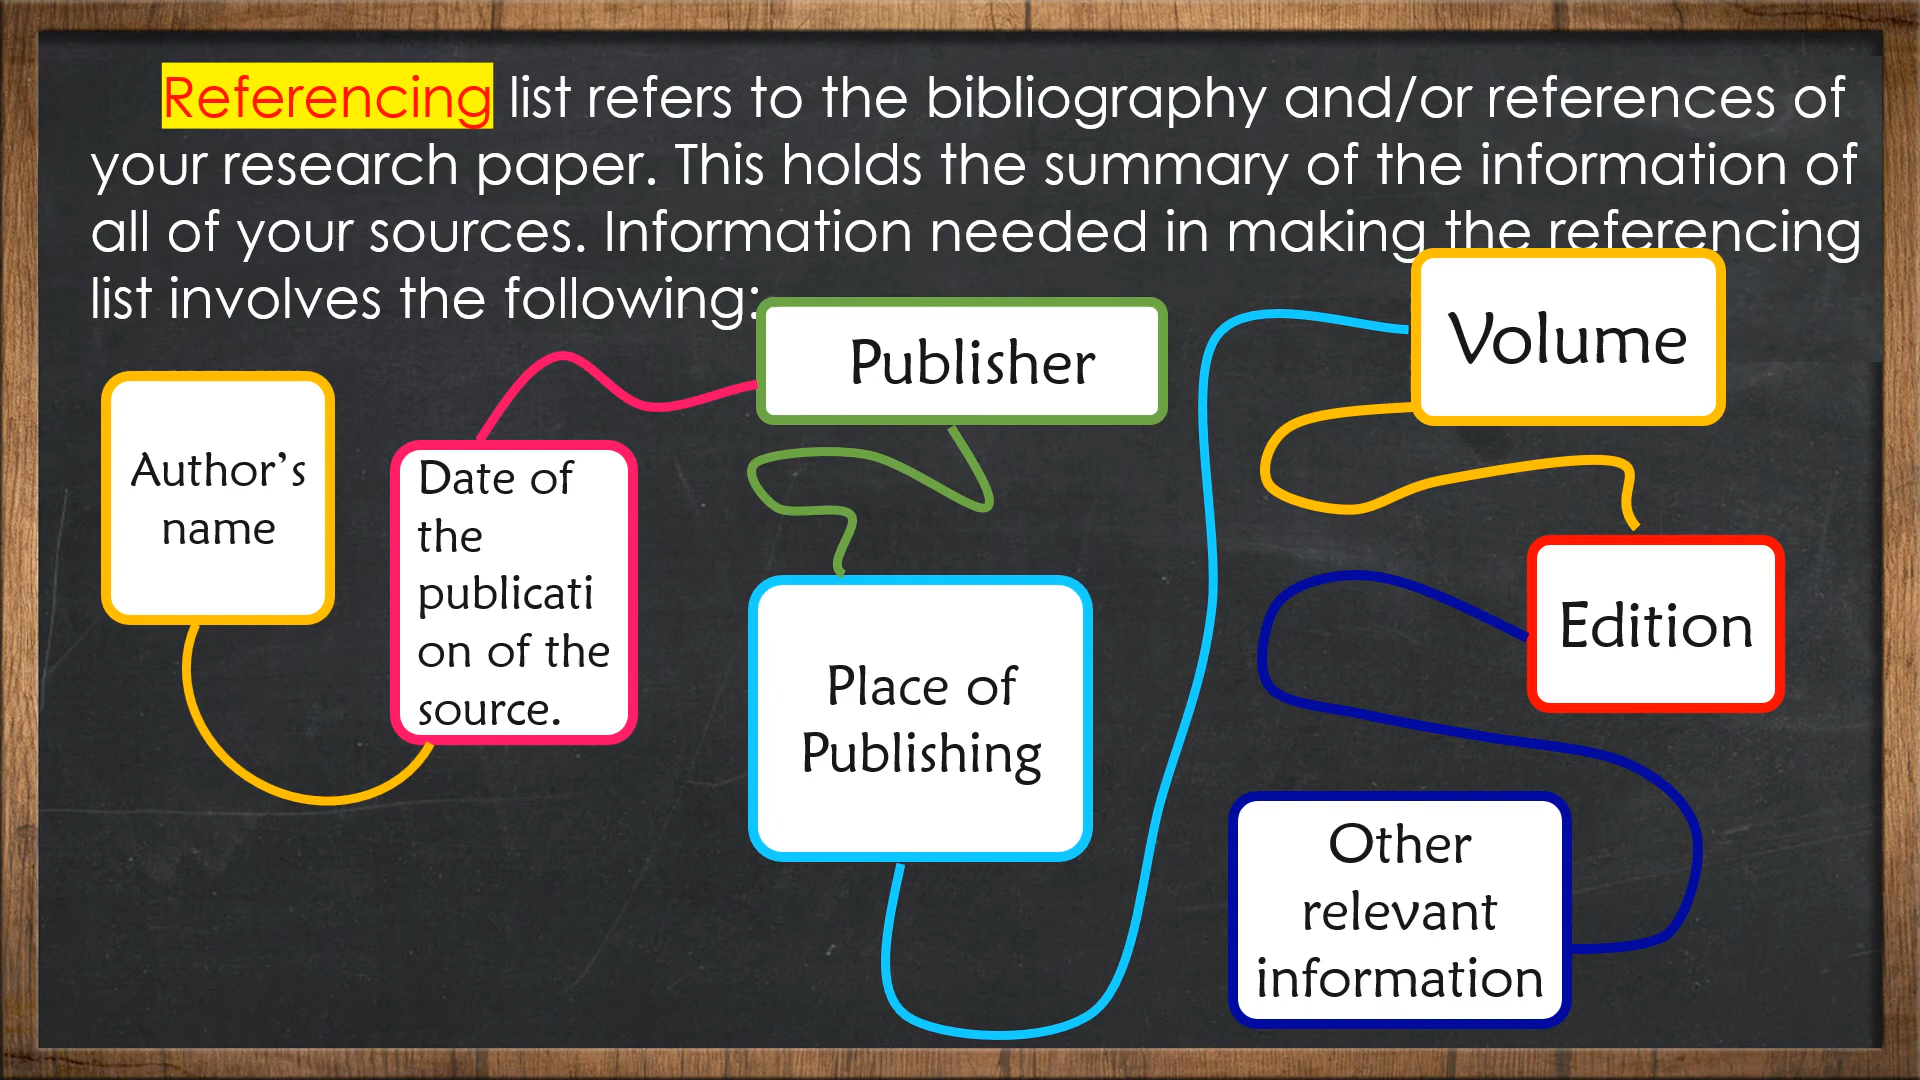 Referencing list refers to the bibliography and/or references of
your research paper. This holds the summary of the information of
all of your sources. Information needed in making the referencing
list involves the following:
Author's
name
Date of
the
publicati
on of the
source.
Publisher
Place of
Publishing
Volume
Edition
Other
relevant
information